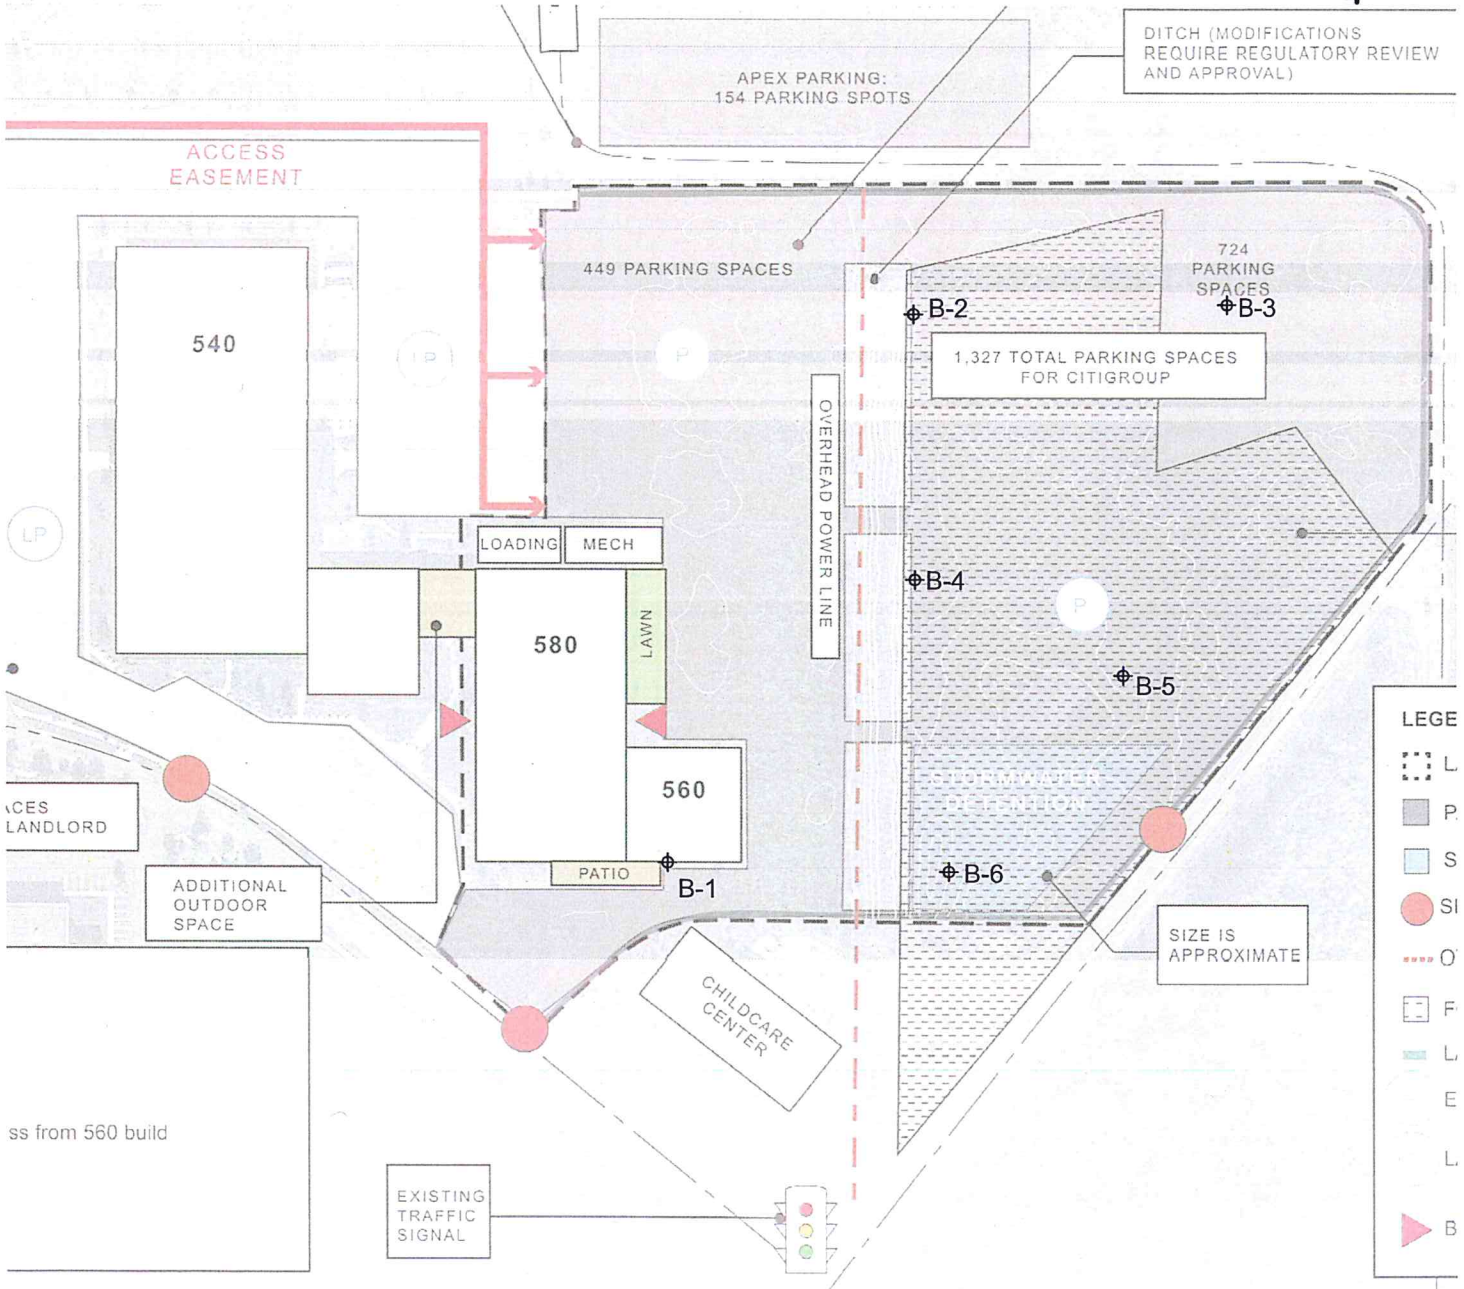 DITCH (MODIFICATIONS
REQUIRE REGULATORY REVIEW
AND APPROVAL)
APEX PARKING:
154 PARKING SPOTS
ACCESS
EASEMENT
449 PARKING SPACES
724
PARKING
SPACES
B-2
B-3
540
LP
P
1,327 TOTAL PARKING SPACES
FOR CITIGROUP
OVERHEAD POWER LINE
LP
LOADING
MECH
B-4
P
580
LAWN
B-5
LEGE
L
P
S
SI
O
F
L
E
L
B
STORMWATER
DETENTION
560
ACES
LANDLORD
PATIO
B-1
B-6
ADDITIONAL
OUTDOOR
SPACE
SIZE IS
APPROXIMATE
CHILDCARE
CENTER
ss from 560 build
EXISTING
TRAFFIC
SIGNAL